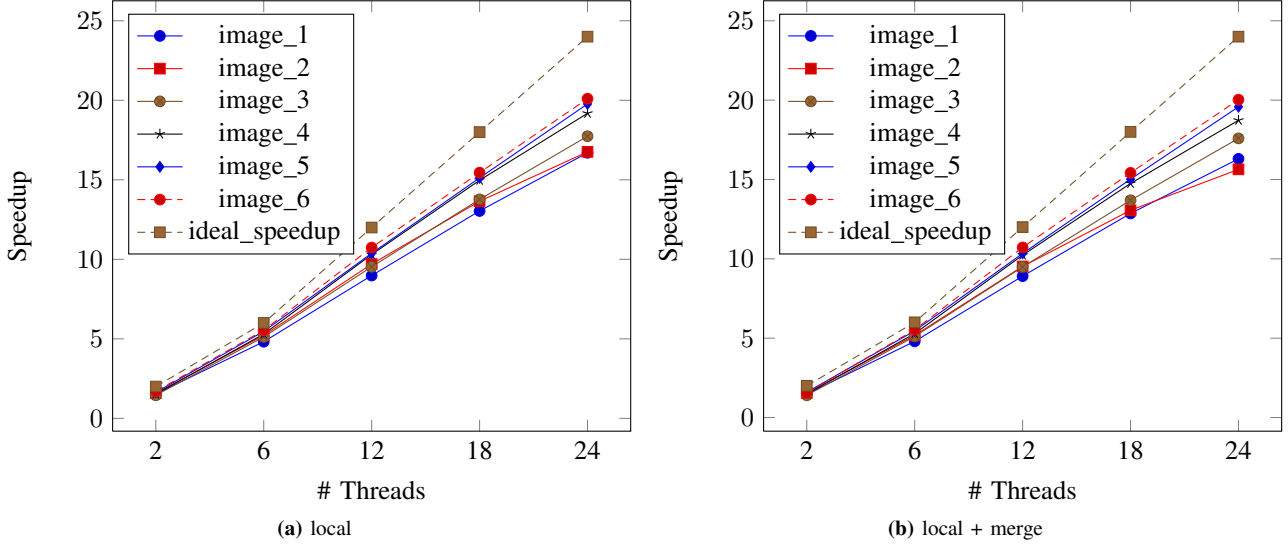 25
20
15
10
5
0
Speedup
image_1
image_2
image_3
image_4
image_5
image_6
ideal_speedup
2 6 12 18 24
# Threads
(a) local
25
20
15
10
5
0
Speedup
image_1
image_2
image_3
image_4
image_5
image_6
ideal_speedup
2 6 12 18 24
# Threads
(b) local + merge